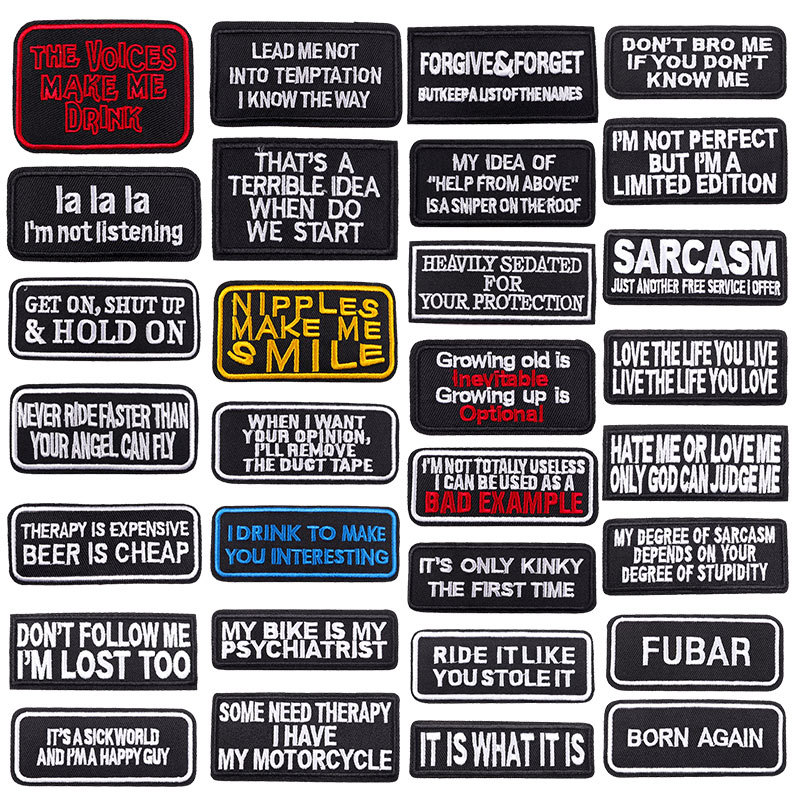 THE VOICES
MAKE ME
DRINK
la la la
I'm not listening
GET ON, SHUT UP
& HOLD ON
NEVER RIDE FASTER THAN
YOUR ANGEL CAN FLY
THERAPY IS EXPENSIVE
BEER IS CHEAP
DON'T FOLLOW ME
I'M LOST TOO
IT'S A SICK WORLD
AND I'M A HAPPY GUY
LEAD ME NOT
INTO TEMPTATION
I KNOW THE WAY
THAT'S A
TERRIBLE IDEA
WHEN DO
WE START
NIPPLES
MAKE ME
SMILE
WHEN I WANT
YOUR OPINION,
I'LL REMOVE
THE DUCT TAPE
I DRINK TO MAKE
YOU INTERESTING
MY BIKE IS MY
PSYCHIATRIST
SOME NEED THERAPY
I HAVE
MY MOTORCYCLE
FORGIVE&FORGET
BUT KEEP A LIST OF THE NAMES
MY IDEA OF
"HELP FROM ABOVE"
IS A SNIPER ON THE ROOF
HEAVILY SEDATED
FOR
YOUR PROTECTION
Growing old is
Inevitable
Growing up is
Optional
I'M NOT TOTALLY USELESS
I CAN BE USED AS A
BAD EXAMPLE
IT'S ONLY KINKY
THE FIRST TIME
RIDE IT LIKE
YOU STOLE IT
IT IS WHAT IT IS
DON'T BRO ME
IF YOU DON'T
KNOW ME
I'M NOT PERFECT
BUT I'M A
LIMITED EDITION
SARCASM
JUST ANOTHER FREE SERVICE I OFFER
LOVE THE LIFE YOU LIVE
LIVE THE LIFE YOU LOVE
HATE ME OR LOVE ME
ONLY GOD CAN JUDGE ME
MY DEGREE OF SARCASM
DEPENDS ON YOUR
DEGREE OF STUPIDITY
FUBAR
BORN AGAIN